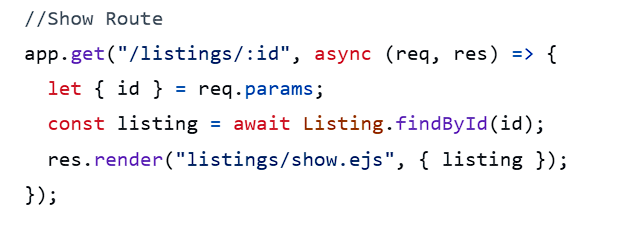 //Show Route
app.get("/listings/:id", async (req, res) => {
  let { id } = req.params;
  const listing = await Listing.findById(id);
  res.render("listings/show.ejs", { listing });
});